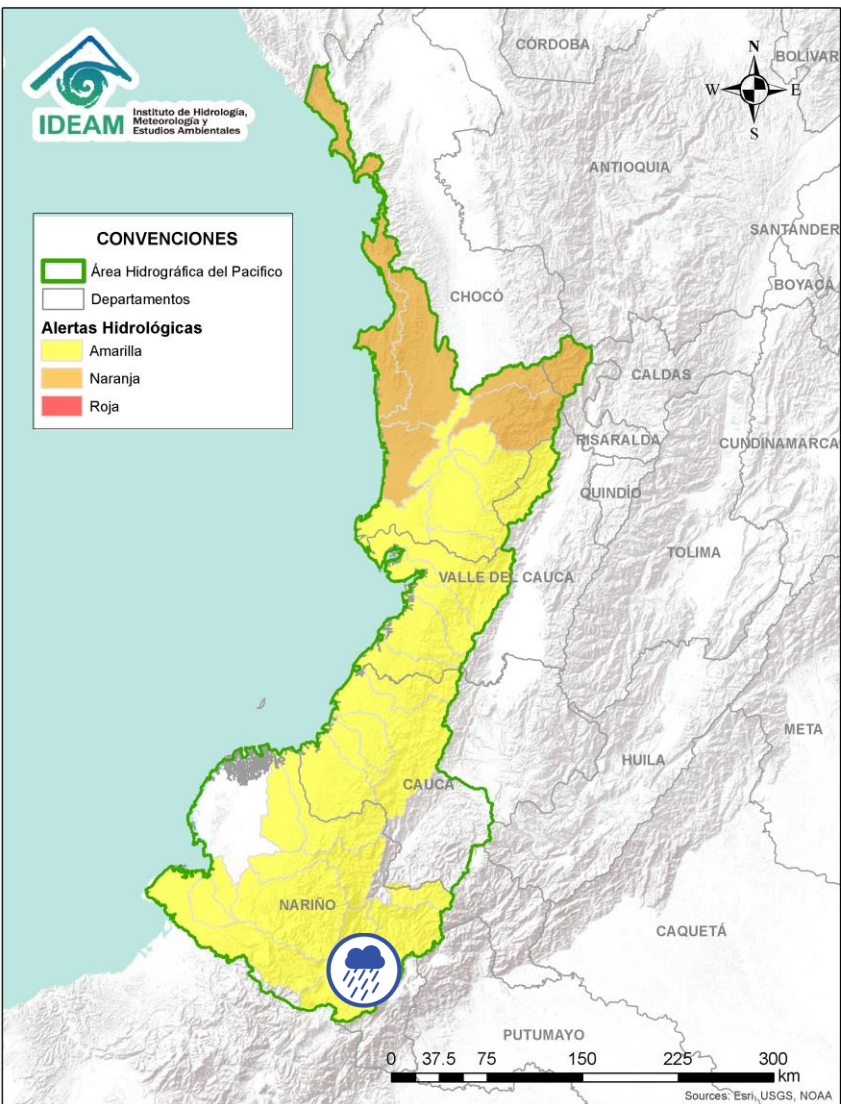 IDEAM
Instituto de Hidrología,
Meteorología y
Estudios Ambientales
CÓRDOBA
BOLÍVAR
N
W
E
S
ANTIOQUIA
SANTANDER
BOYACÁ
CONVENCIONES
Área Hidrográfica del Pacifico
Departamentos
Alertas Hidrológicas
Amarilla
Naranja
Roja
CHOCÓ
CALDAS
RISARALDA
CUNDINAMARCA
QUINDÍO
TOLIMA
VALLE DEL CAUCA
META
HUILA
CAUCA
NARIÑO
CAQUETÁ
PUTUMAYO
0 37.5 75 150 225 300
km
Sources: Esri, USGS, NOAA